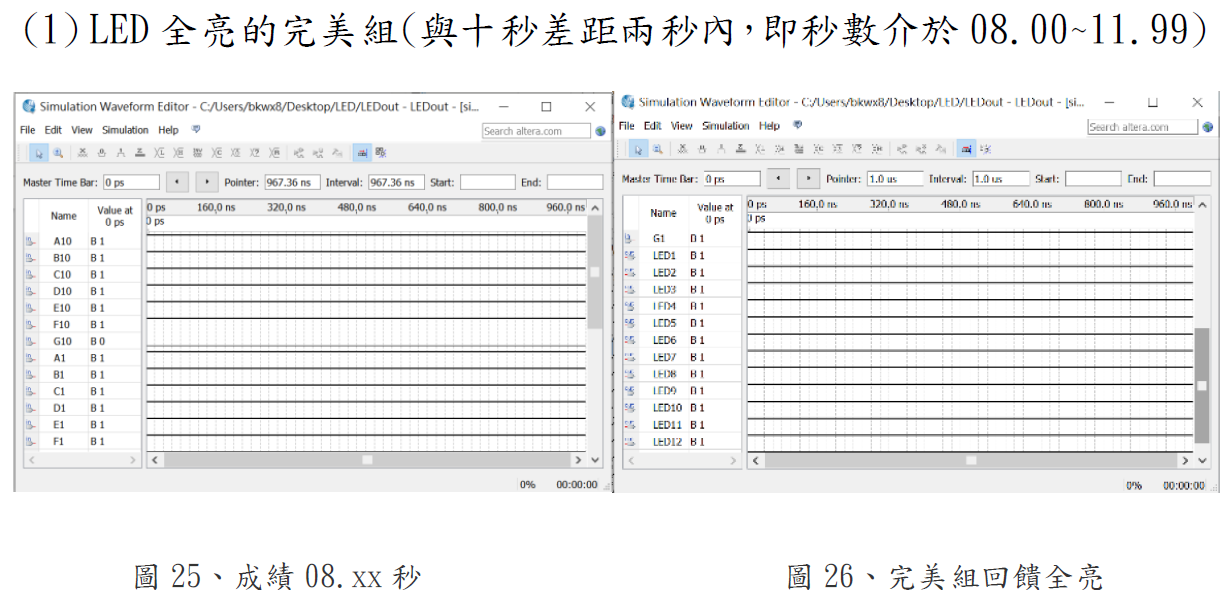 (1) LED 全亮的完美組(與十秒差距兩秒內，即秒數介於 08.00~11.99)
Simulation Waveform Editor - C:/Users/bkwx8/Desktop/LED/LEDout - LEDout - [si...
File Edit View Simulation Help
Search altera.com
Master Time Bar: 0 ps Pointer: 967.36 ns Interval: 967.36 ns Start: End:
Name Value at 0 ps
0 ps 160,0 ns 320,0 ns 480,0 ns 640,0 ns 800,0 ns 960,0 ns
0 ps
A10 B 1
B10 B 1
C10 B 1
D10 B 1
E10 B 1
F10 B 1
G10 B 0
A1 B 1
B1 B 1
C1 B 1
D1 B 1
E1 B 1
F1 B 1
0% 00:00:00
Simulation Waveform Editor - C:/Users/bkwx8/Desktop/LED/LEDout - LEDout - [si...
File Edit View Simulation Help
Search altera.com
Master Time Bar: 0 ps Pointer: 1.0 us Interval: 1.0 us Start: End:
Name Value at 0 ps
0 ps 160,0 ns 320,0 ns 480,0 ns 640,0 ns 800.0 ns 960.0 ns
0 ps
G1 B 1
LED1 B 1
LED2 B 1
LED3 B 1
LED4 B 1
LED5 B 1
LED6 B 1
LED7 B 1
LED8 B 1
LED9 B 1
LED10 B 1
LED11 B 1
LED12 B 1
0% 00:00:00
圖 25、成績 08.xx 秒
圖 26、完美組回饋全亮